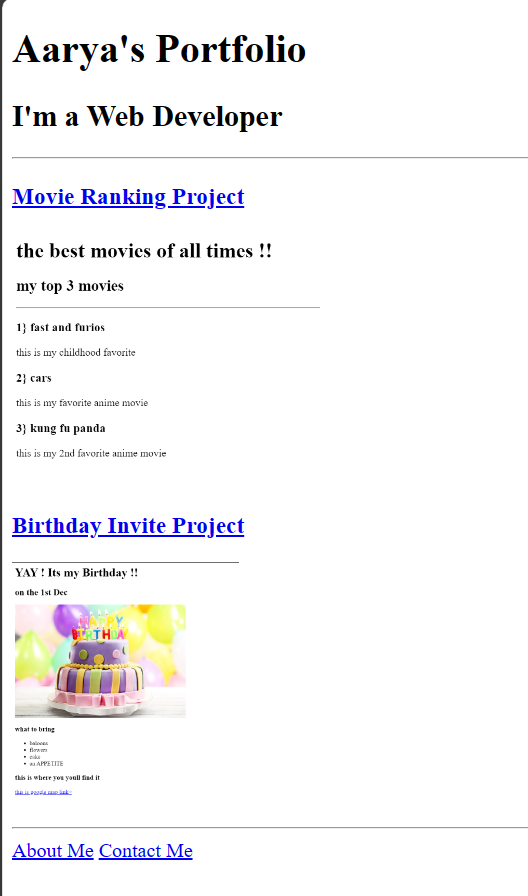 Aarya's Portfolio
I'm a Web Developer
Movie Ranking Project
the best movies of all times !!
my top 3 movies
1} fast and furios
this is my childhood favorite
2} cars
this is my favorite anime movie
3} kung fu panda
this is my 2nd favorite anime movie
Birthday Invite Project
YAY ! Its my Birthday !!
on the 1st Dec
HAPPY
BIRTHDAY
what to bring
baloons
flowers
cake
an APPETITE
this is where you'll find it
this is google map link>
About Me Contact Me